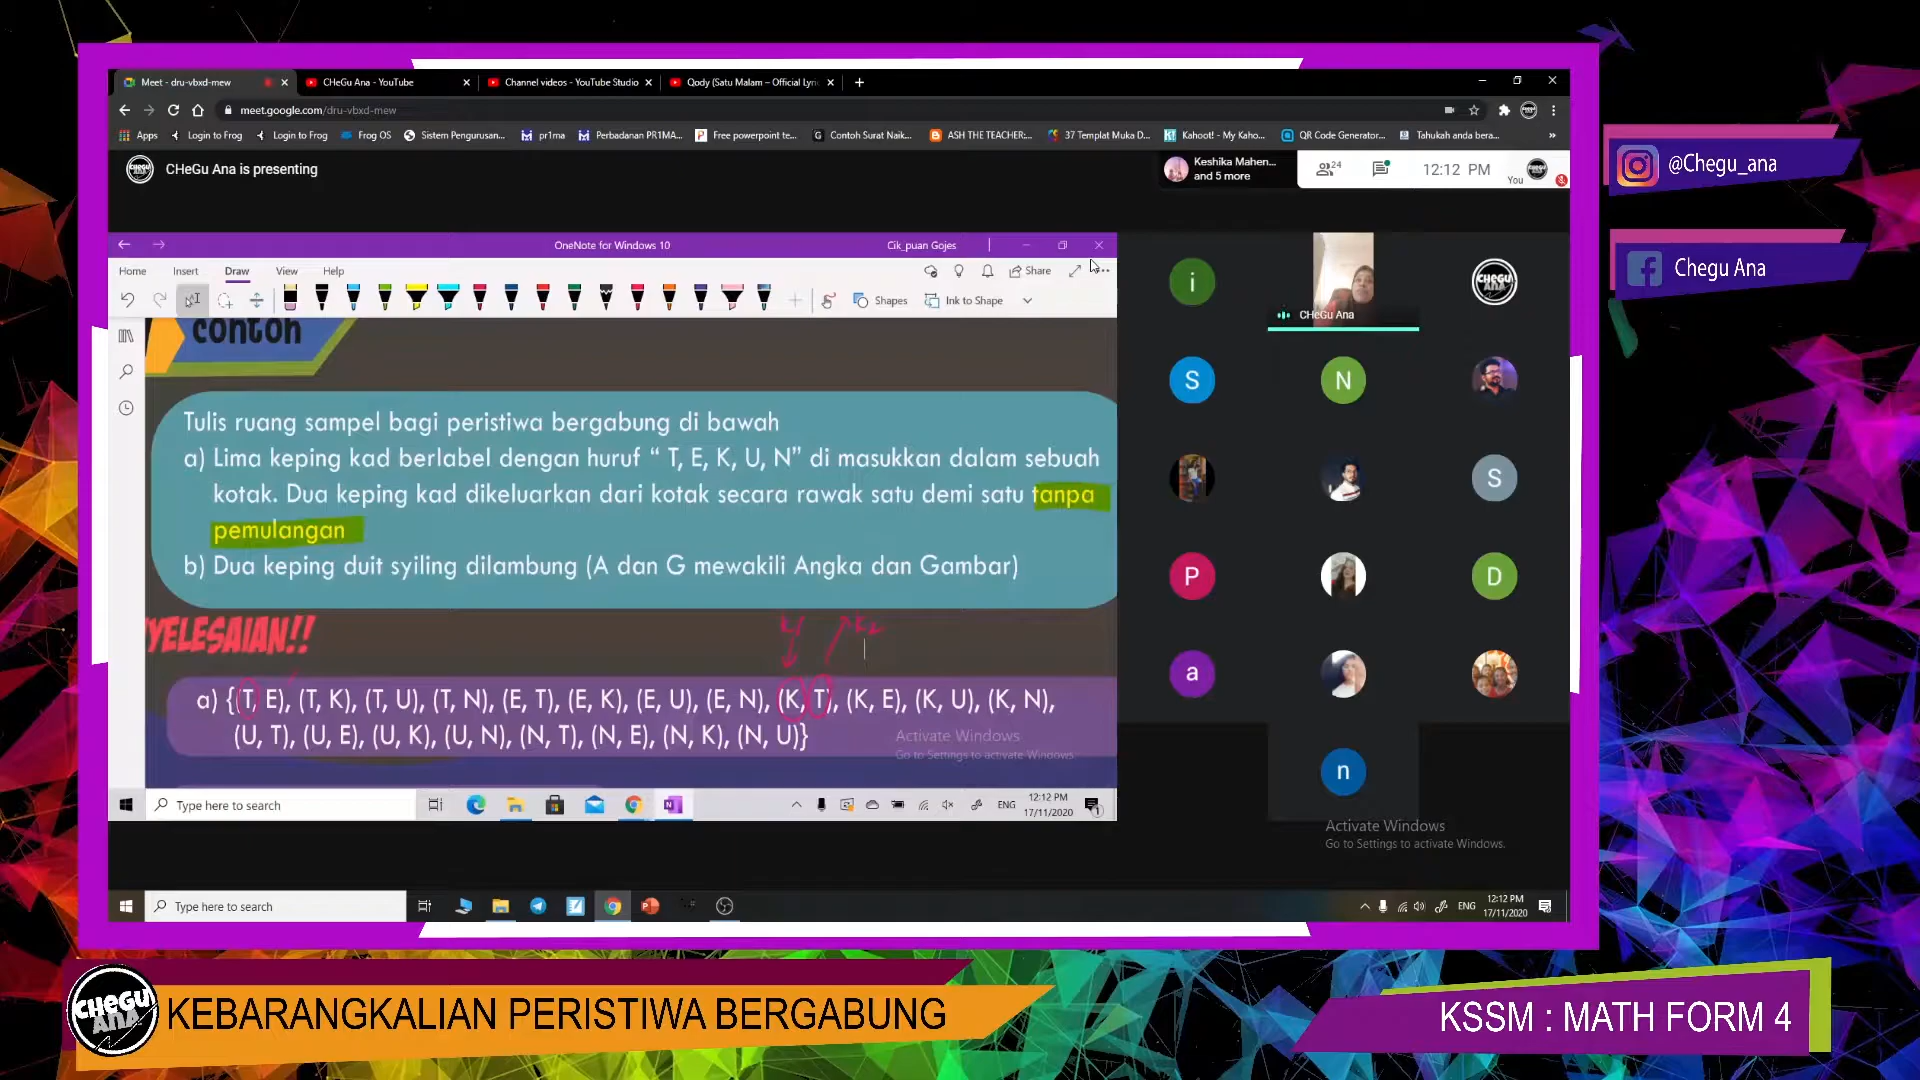 Meet - dru-vbxd-mew
CHeGu Ana - YouTube
Channel videos - YouTube Studio
Qody (Satu Malam – Official Lyri
meet.google.com/dru-vbxd-mew
Apps
Login to Frog
Login to Frog
Frog OS
Sistem Pengurusan...
pr1ma
Perbadanan PR1MA...
Free powerpoint te...
Contoh Surat Naik...
ASH THE TEACHER:...
37 Templat Muka D...
Kahoot! - My Kaho...
QR Code Generator...
Tahukah anda bera...
CHeGu Ana is presenting
Keshika Mahen...
and 5 more
24
12:12 PM
You
@Chegu_ana
Chegu Ana
OneNote for Windows 10
Cik_puan Gojes
Home
Insert
Draw
View
Help
Share
Shapes
Ink to Shape
contoh
Tulis ruang sampel bagi peristiwa bergabung di bawah
a) Lima keping kad berlabel dengan huruf “ T, E, K, U, N” di masukkan dalam sebuah
kotak. Dua keping kad dikeluarkan dari kotak secara rawak satu demi satu tanpa
pemulangan
b) Dua keping duit syiling dilambung (A dan G mewakili Angka dan Gambar)
YELESAIAN!!
K1
K2
a) {(T, E), (T, K), (T, U), (T, N), (E, T), (E, K), (E, U), (E, N), (K, T), (K, E), (K, U), (K, N),
(U, T), (U, E), (U, K), (U, N), (N, T), (N, E), (N, K), (N, U)}
Activate Windows
Go to Settings to activate Windows.
Type here to search
ENG
12:12 PM
17/11/2020
i
CHeGu Ana
CHEGU
ANA
S
N
S
P
D
a
n
Activate Windows
Go to Settings to activate Windows.
Type here to search
ENG
12:12 PM
17/11/2020
CHEGU
ANA
KEBARANGKALIAN PERISTIWA BERGABUNG
KSSM : MATH FORM 4